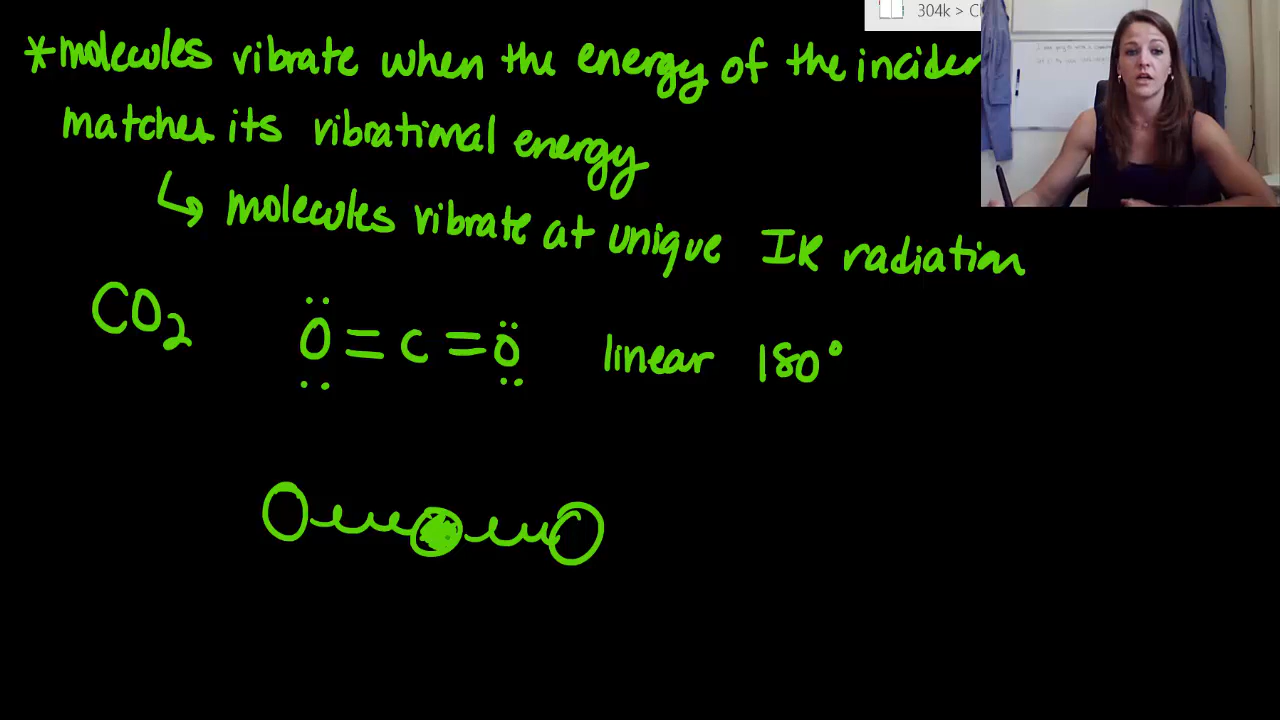 304k > C
*molecules vibrate when the energy of the inciden
matches its vibrational energy
↳ molecules vibrate at unique IR radiation
CO2 O = C = O linear 180°